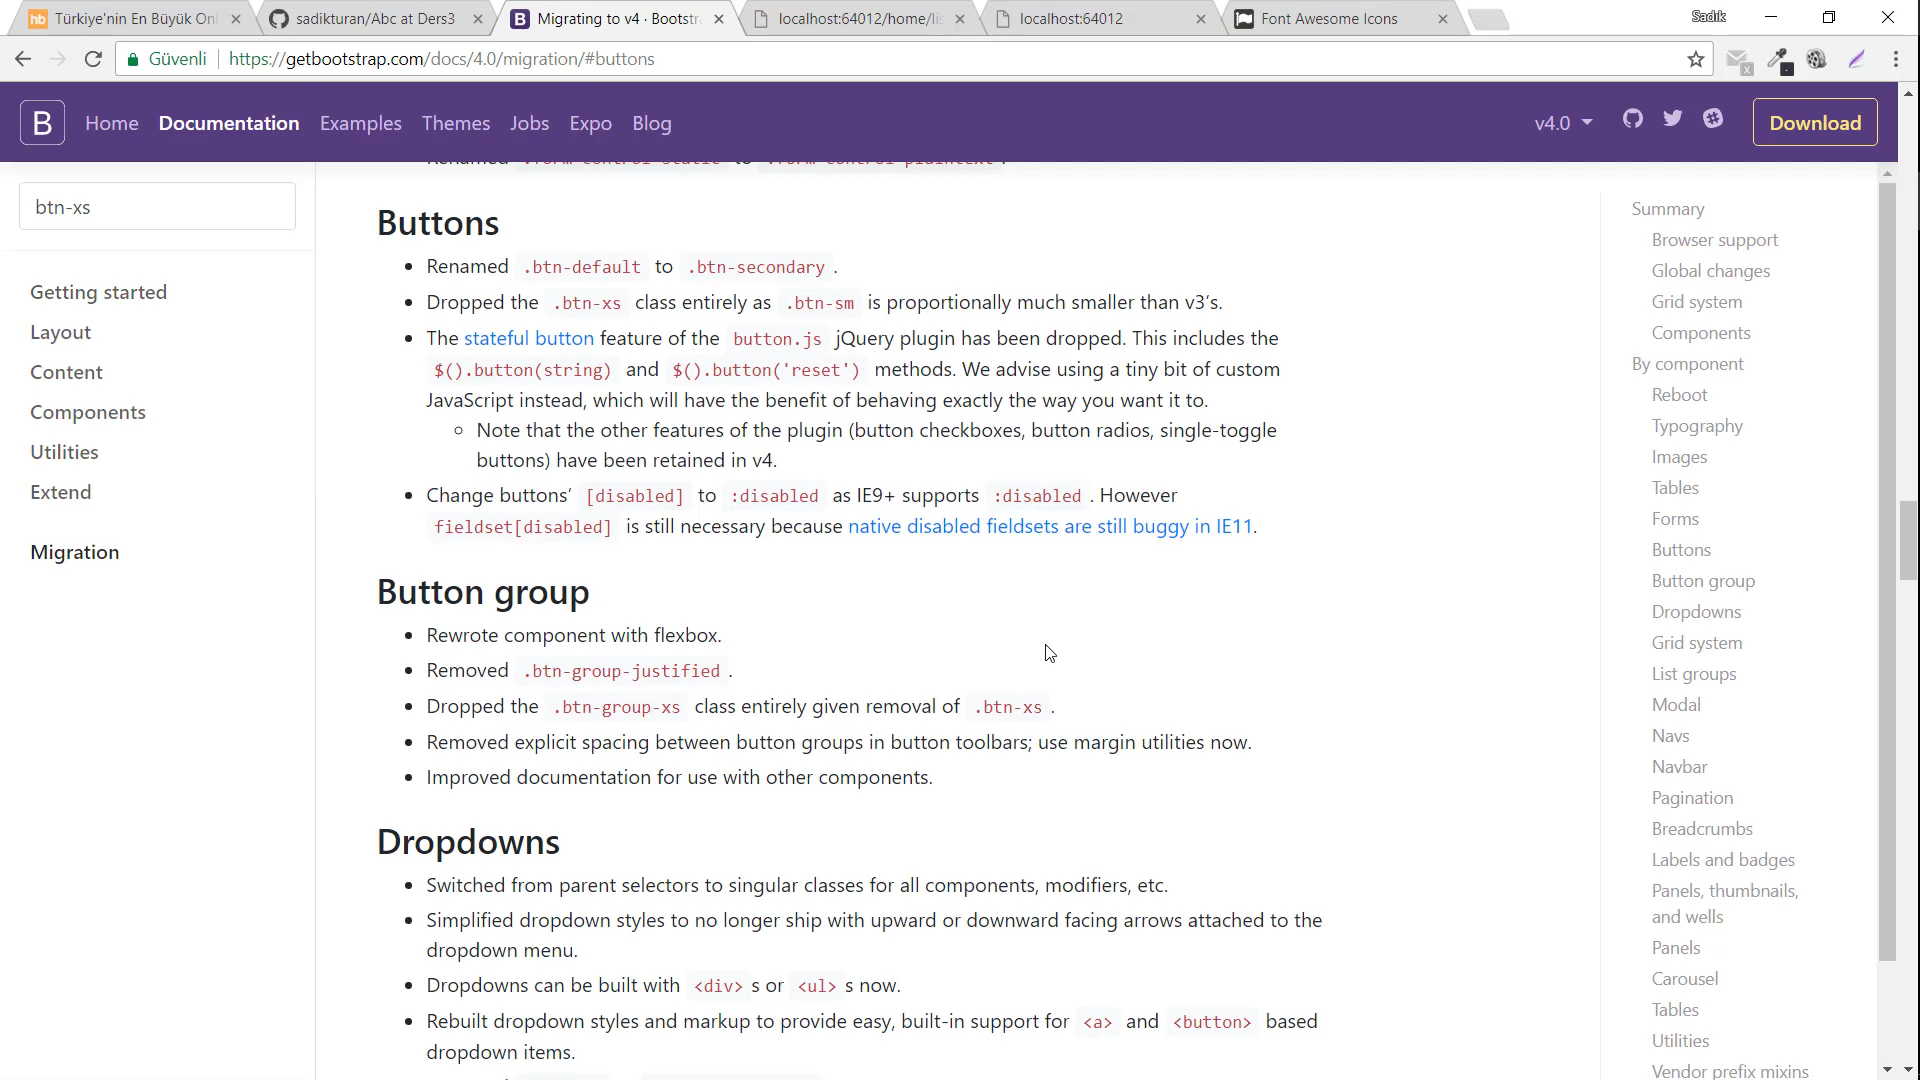 Türkiye'nin En Büyük Onl
sadikturan/Abc at Ders3
Migrating to v4 · Bootstra
localhost:64012/home/lis
localhost:64012
Font Awesome Icons
Sadık
Güvenli
https://getbootstrap.com/docs/4.0/migration/#buttons
B
Home
Documentation
Examples
Themes
Jobs
Expo
Blog
v4.0
Download
btn-xs
Getting started
Layout
Content
Components
Utilities
Extend
Migration
Renamed .form-control-static to .form-control-plaintext.
Buttons
Renamed .btn-default to .btn-secondary.
Dropped the .btn-xs class entirely as .btn-sm is proportionally much smaller than v3’s.
The stateful button feature of the button.js jQuery plugin has been dropped. This includes the
$().button(string) and $().button('reset') methods. We advise using a tiny bit of custom
JavaScript instead, which will have the benefit of behaving exactly the way you want it to.
Note that the other features of the plugin (button checkboxes, button radios, single-toggle
buttons) have been retained in v4.
Change buttons’ [disabled] to :disabled as IE9+ supports :disabled. However
fieldset[disabled] is still necessary because native disabled fieldsets are still buggy in IE11.
Button group
Rewrote component with flexbox.
Removed .btn-group-justified.
Dropped the .btn-group-xs class entirely given removal of .btn-xs.
Removed explicit spacing between button groups in button toolbars; use margin utilities now.
Improved documentation for use with other components.
Dropdowns
Switched from parent selectors to singular classes for all components, modifiers, etc.
Simplified dropdown styles to no longer ship with upward or downward facing arrows attached to the
dropdown menu.
Dropdowns can be built with <div>s or <ul>s now.
Rebuilt dropdown styles and markup to provide easy, built-in support for <a> and <button> based
dropdown items.
Summary
Browser support
Global changes
Grid system
Components
By component
Reboot
Typography
Images
Tables
Forms
Buttons
Button group
Dropdowns
Grid system
List groups
Modal
Navs
Navbar
Pagination
Breadcrumbs
Labels and badges
Panels, thumbnails,
and wells
Panels
Carousel
Tables
Utilities
Vendor prefix mixins